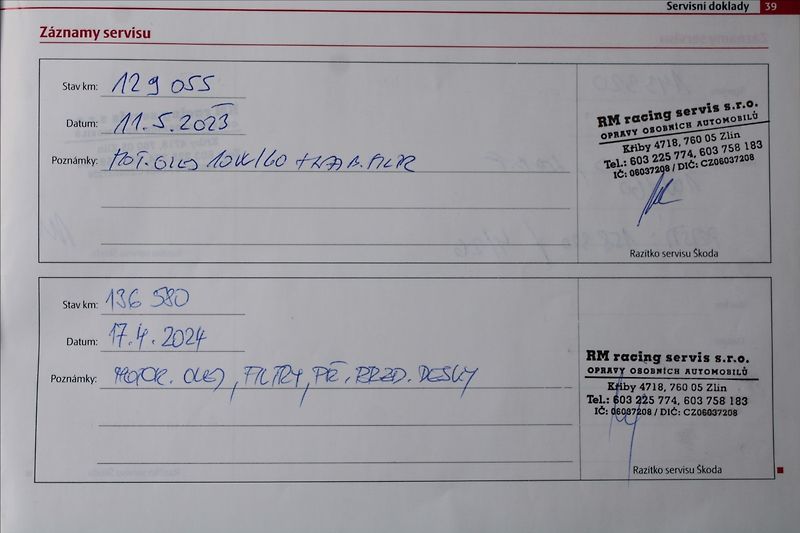 Servisní doklady 39
Záznamy servisu
Stav km: 129 055
Datum: 11.5.2023
Poznámky: MOT. OLEJ 10W/60 + KAB. FILTR
RM racing servis s.r.o.
OPRAVY OSOBNÍCH AUTOMOBILŮ
Křiby 4718, 760 05 Zlín
Tel.: 603 225 774, 603 758 183
IČ: 06037208 / DIČ: CZ06037208
Razítko servisu Škoda
Stav km: 136 580
Datum: 17.4.2024
Poznámky: MOTOR. OLEJ, FILTRY, PŘ. BRZD. DESKY
RM racing servis s.r.o.
OPRAVY OSOBNÍCH AUTOMOBILŮ
Křiby 4718, 760 05 Zlín
Tel.: 603 225 774, 603 758 183
IČ: 06037208 / DIČ: CZ06037208
Razítko servisu Škoda